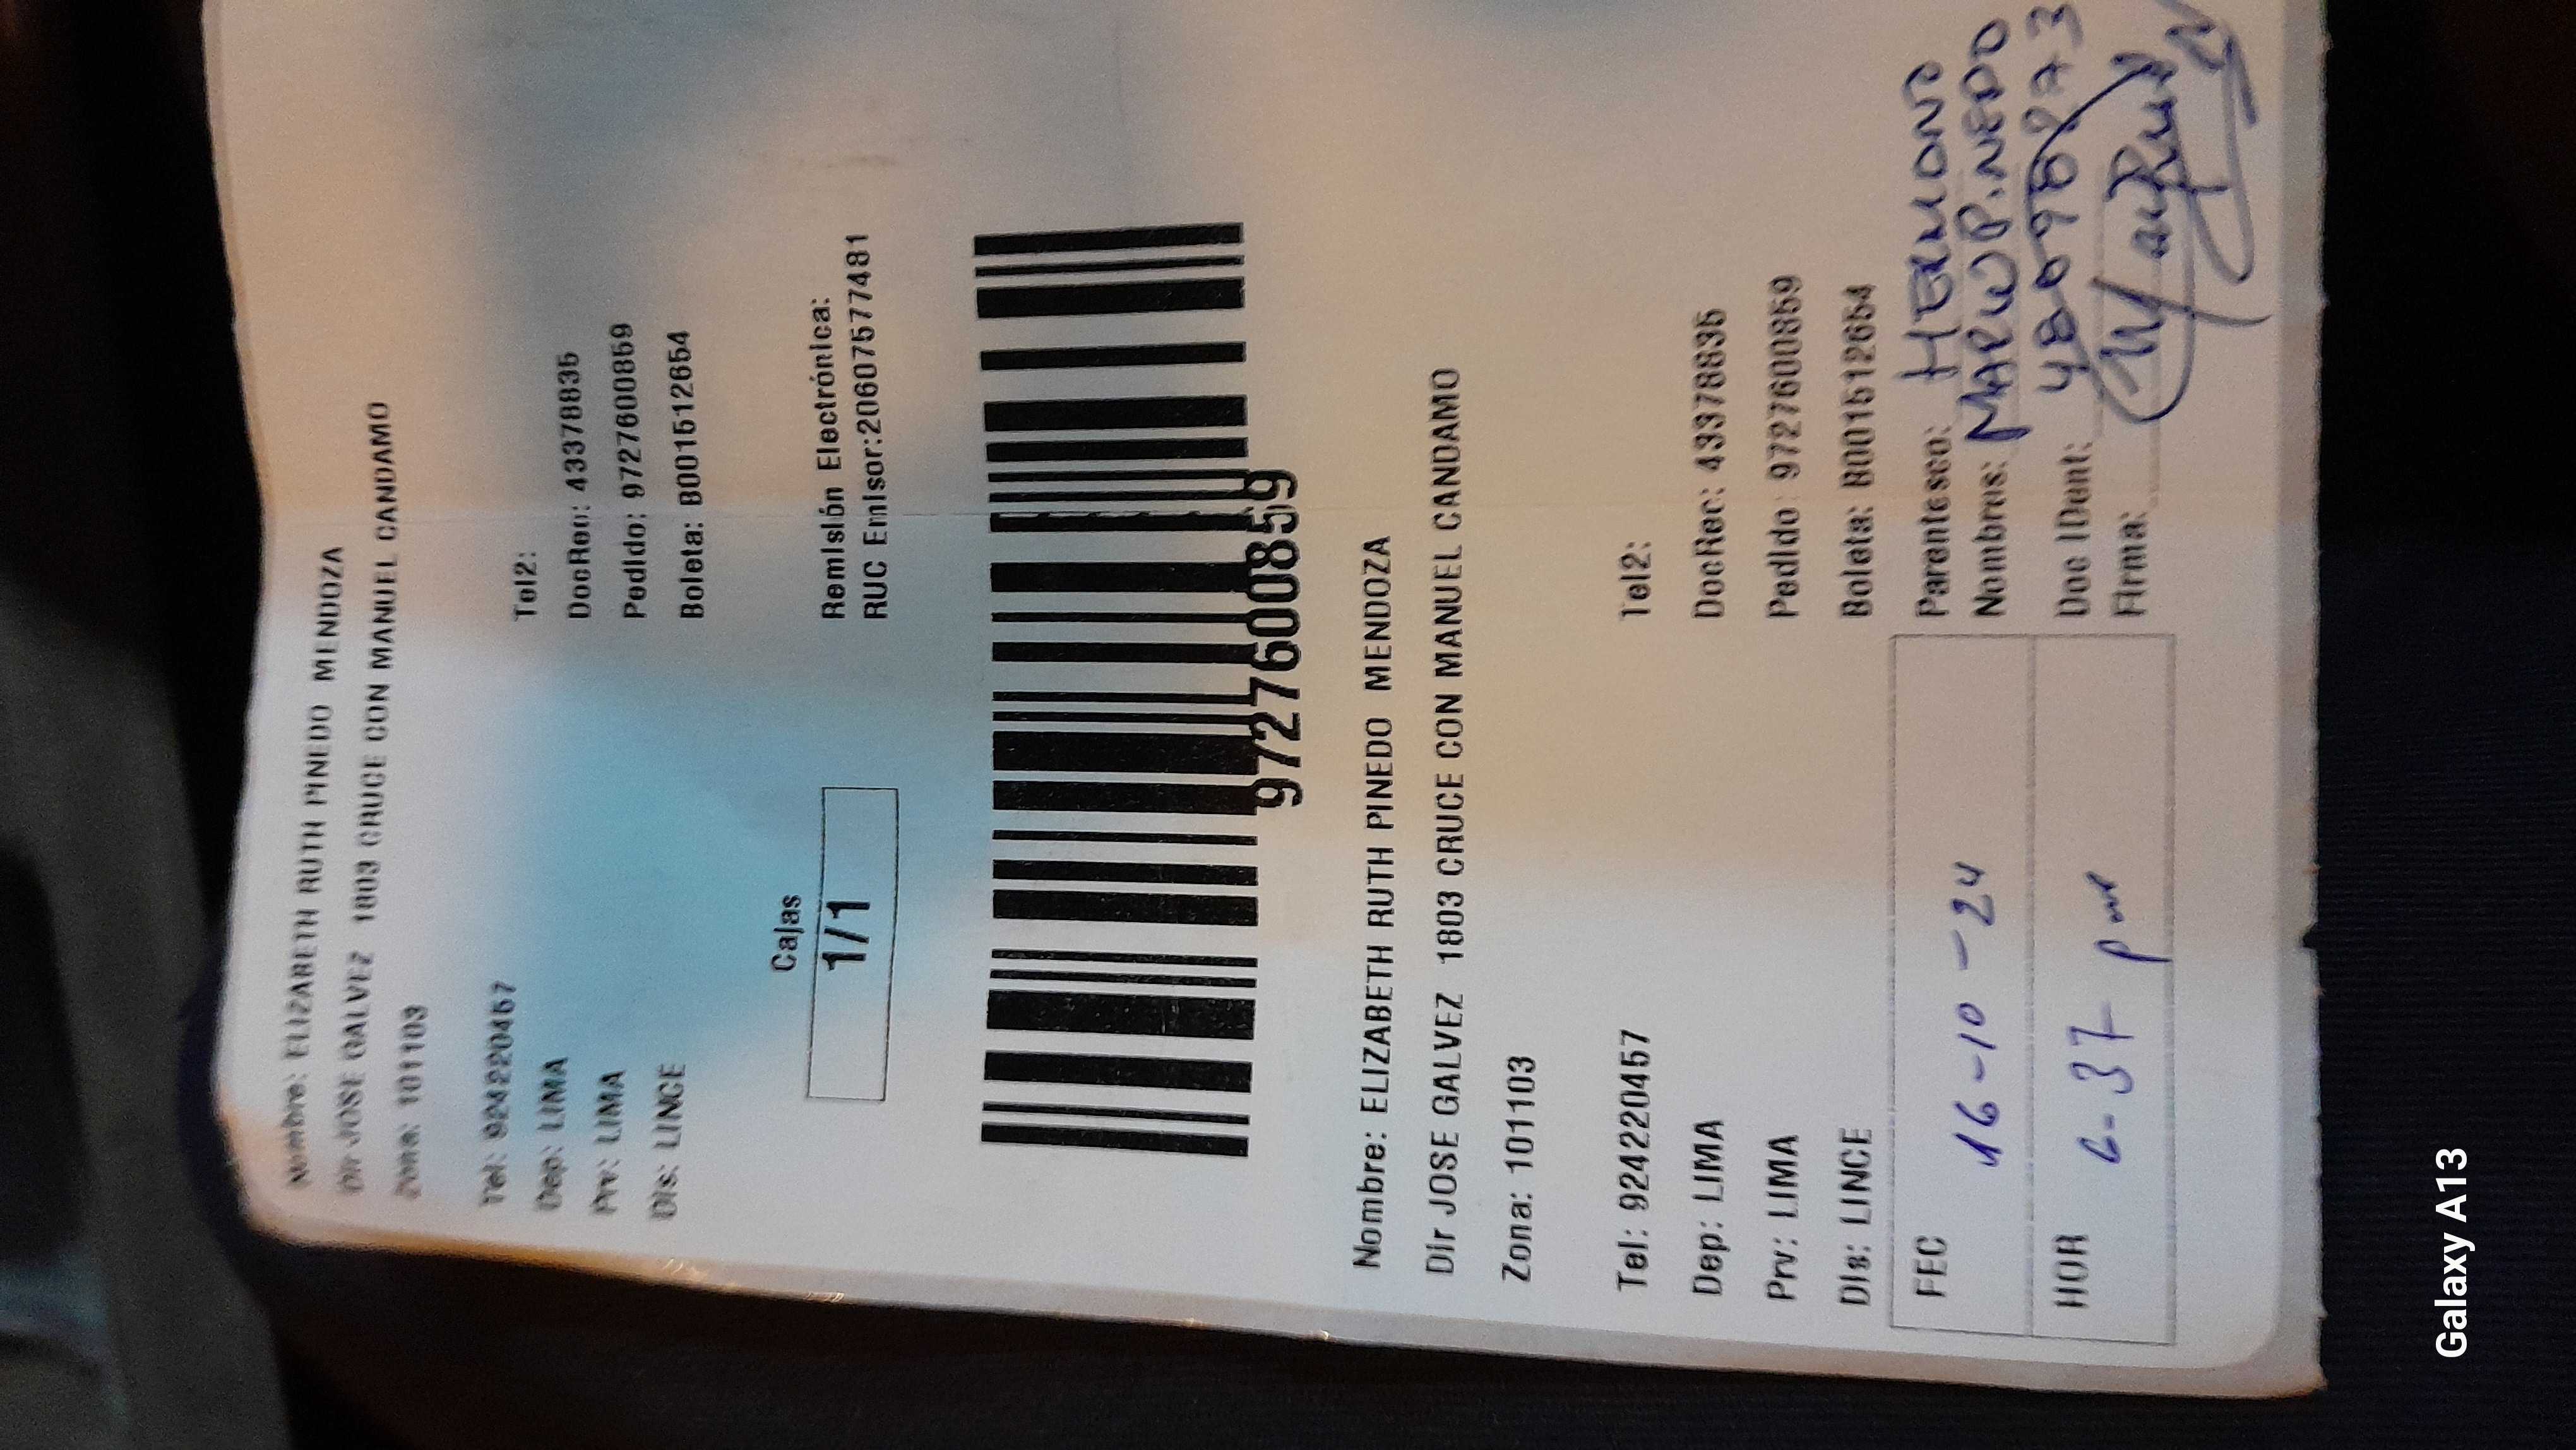 Nombre: ELIZABETH RUTH PINEDO MENDOZA
Dir JOSE GALVEZ 1803 CRUCE CON MANUEL CANDAMO
Zona: 101103
Tel: 924220457 Tel2:
Dep: LIMA DocRec: 43378835
Prv: LIMA Pedido: 9727600859
Dis: LINCE Boleta: B001512654
Cajas
1/1
Remisión Electrónica:
RUC Emisor:20607577481
9727600859
Nombre: ELIZABETH RUTH PINEDO MENDOZA
Dir JOSE GALVEZ 1803 CRUCE CON MANUEL CANDAMO
Zona: 101103
Tel: 924220457 Tel2:
Dep: LIMA DocRec: 43378835
Prv: LIMA Pedido: 9727600859
Dis: LINCE Boleta: B001512654
FEC 16-10-24 Parentesco: HERMONO
Nombres: PINEDO
HOR 6-37 pm Doc IDent:
Firma:
Galaxy A13